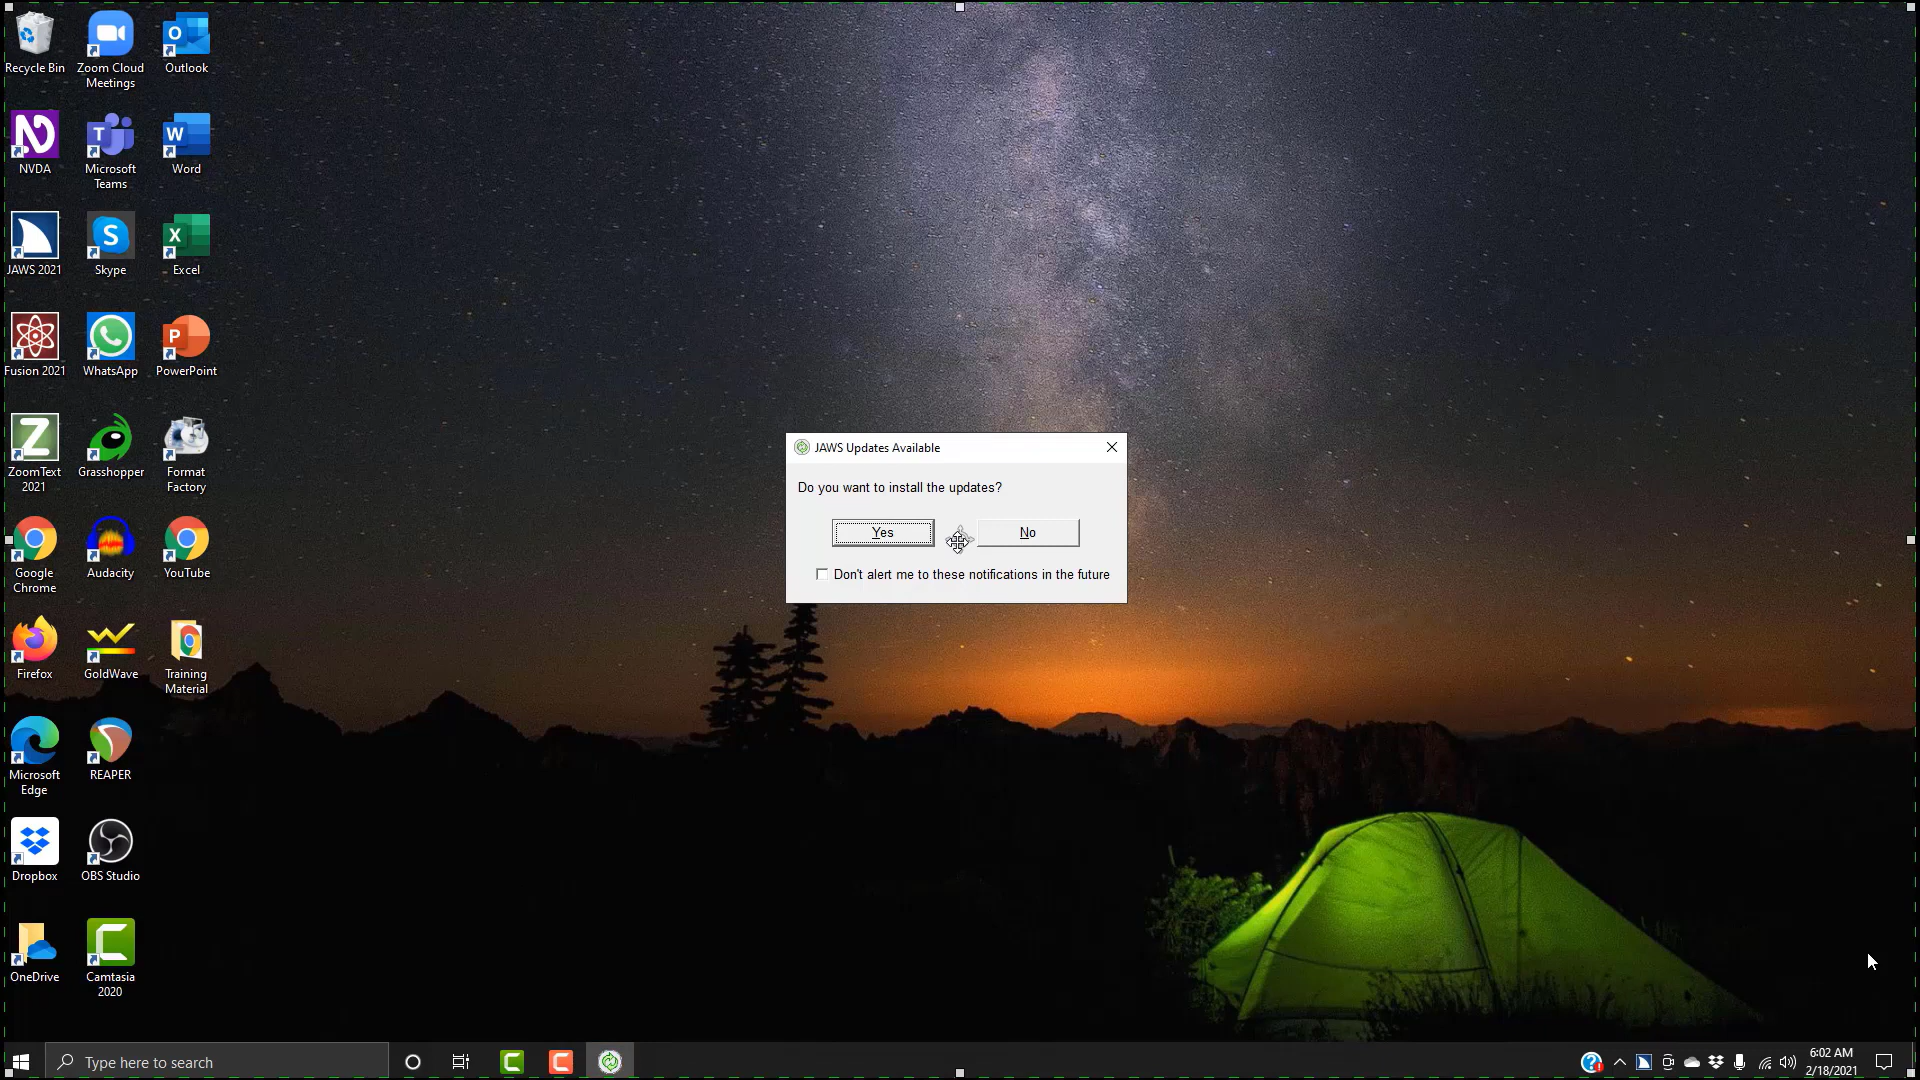 Recycle Bin
Zoom Cloud
Meetings
Outlook
NVDA
Microsoft
Teams
Word
JAWS 2021
Skype
Excel
Fusion 2021
WhatsApp
PowerPoint
ZoomText
2021
Grasshopper
Format
Factory
Google
Chrome
Audacity
YouTube
Firefox
GoldWave
Training
Material
Microsoft
Edge
REAPER
Dropbox
OBS Studio
OneDrive
Camtasia
2020
JAWS Updates Available
Do you want to install the updates?
Yes
No
Don't alert me to these notifications in the future
Type here to search
6:02 AM
2/18/2021